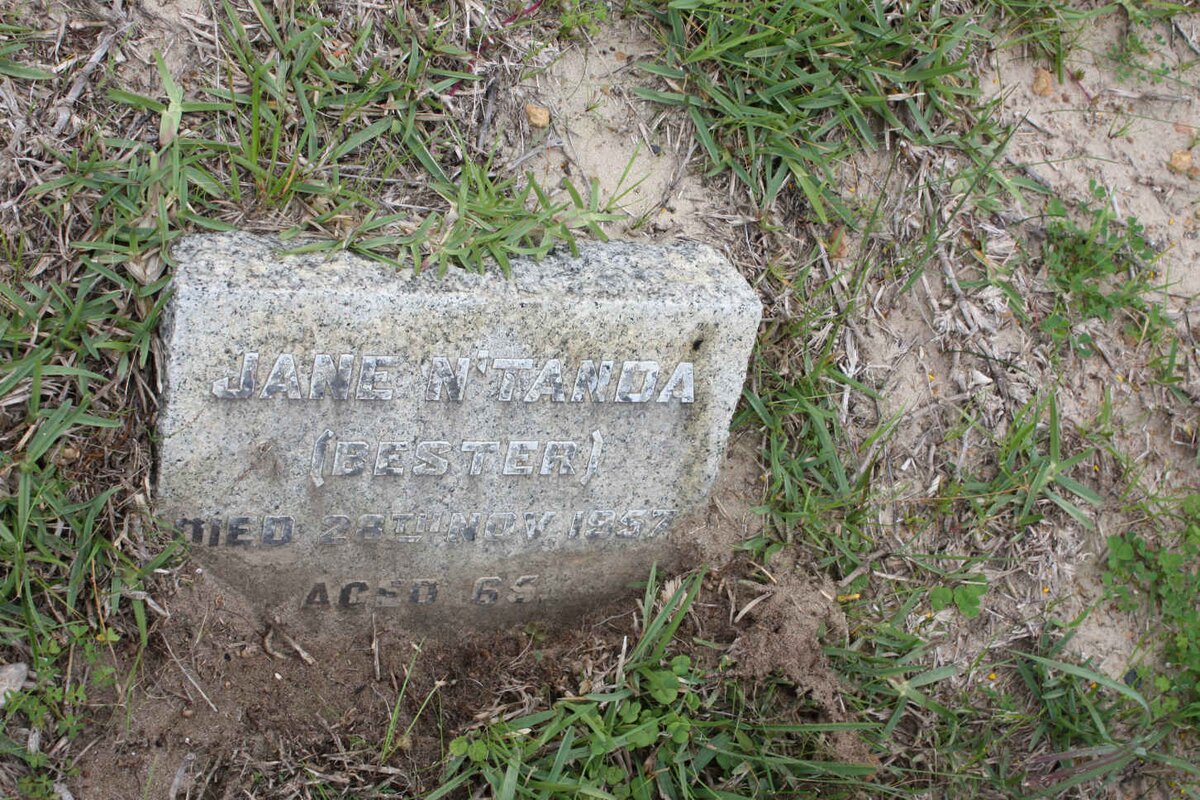 JANE N'TANDA
(BESTER)
DIED 28TH NOV. 1957
AGED 65